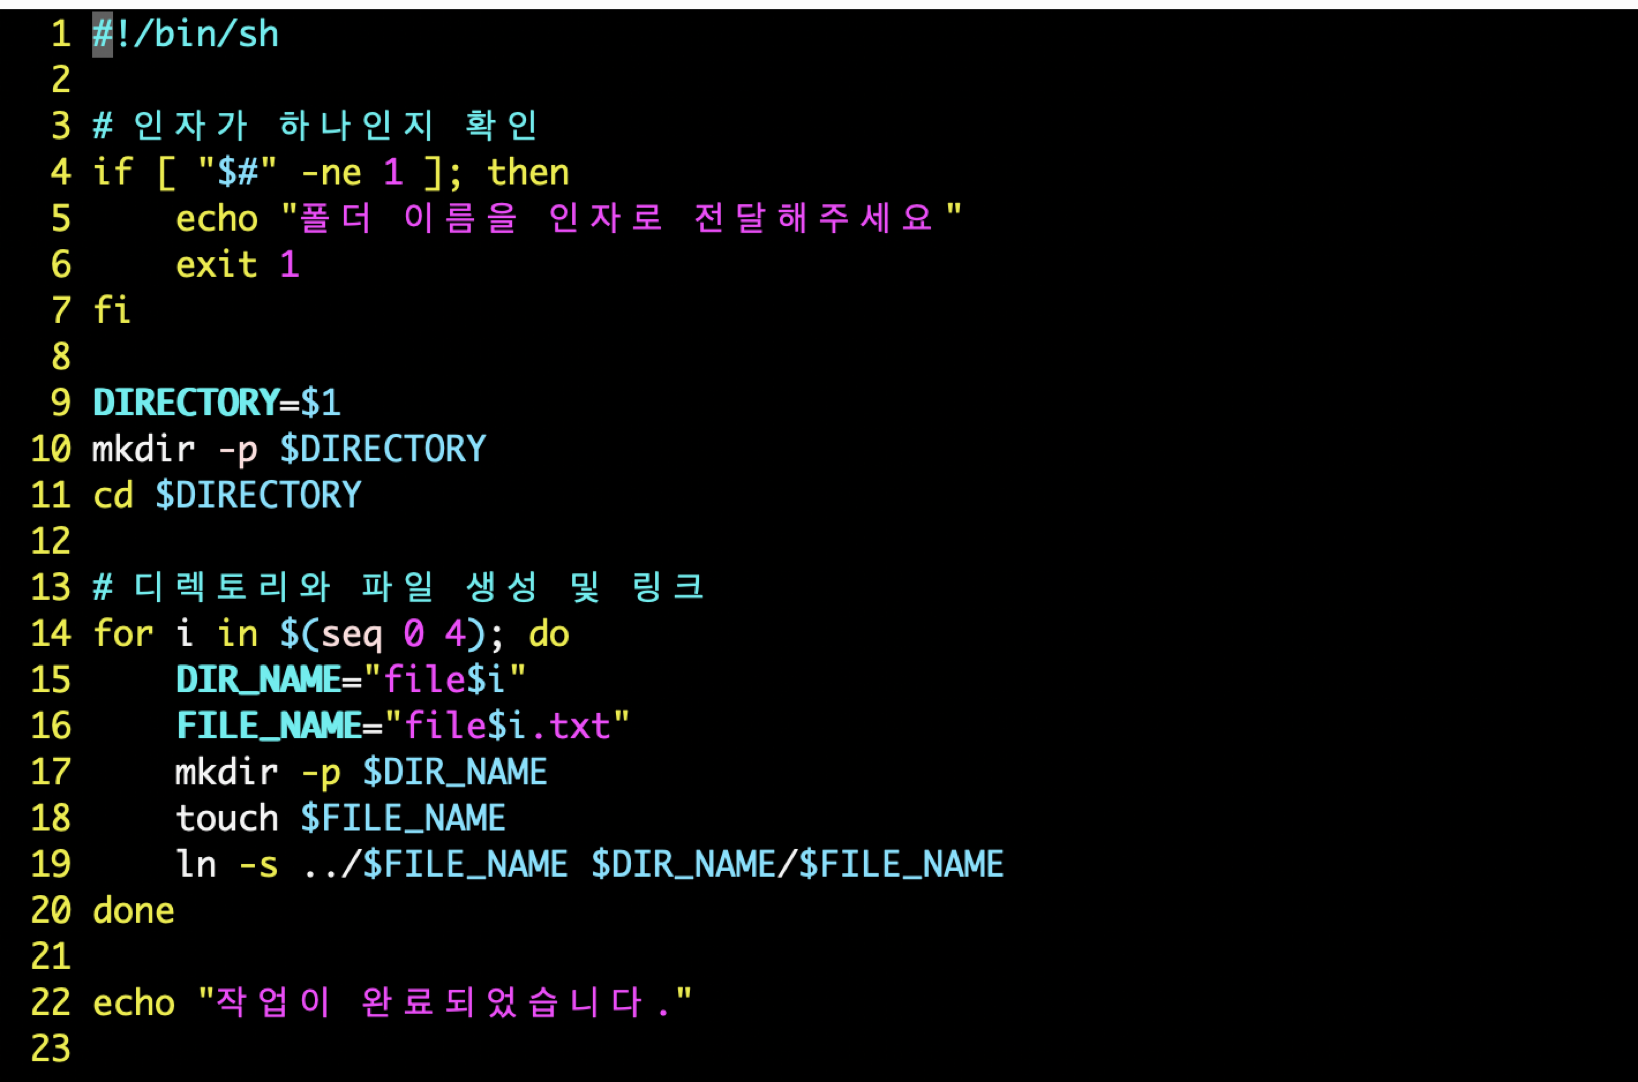 1 #!/bin/sh
2
3 # 인자가 하나인지 확인
4 if [ "$#" -ne 1 ]; then
5     echo "폴더 이름을 인자로 전달해주세요"
6     exit 1
7 fi
8
9 DIRECTORY=$1
10 mkdir -p $DIRECTORY
11 cd $DIRECTORY
12
13 # 디렉토리와 파일 생성 및 링크
14 for i in $(seq 0 4); do
15     DIR_NAME="file$i"
16     FILE_NAME="file$i.txt"
17     mkdir -p $DIR_NAME
18     touch $FILE_NAME
19     ln -s ../$FILE_NAME $DIR_NAME/$FILE_NAME
20 done
21
22 echo "작업이 완료되었습니다."
23